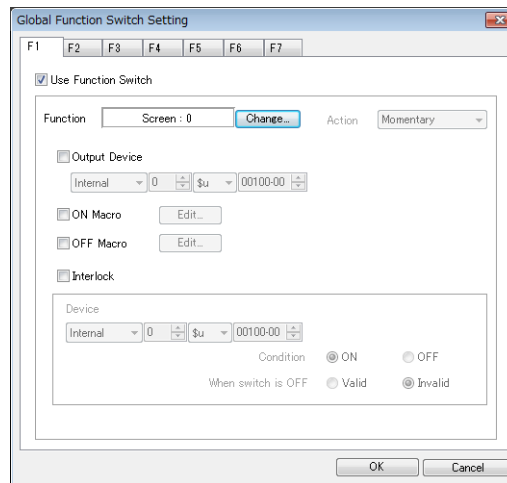 Global Function Switch Setting
F1 F2 F3 F4 F5 F6 F7
Use Function Switch
Function Screen : 0 Change... Action Momentary
Output Device
Internal 0 $u 00100-00
ON Macro Edit...
OFF Macro Edit...
Interlock
Device
Internal 0 $u 00100-00
Condition ON OFF
When switch is OFF Valid Invalid
OK Cancel